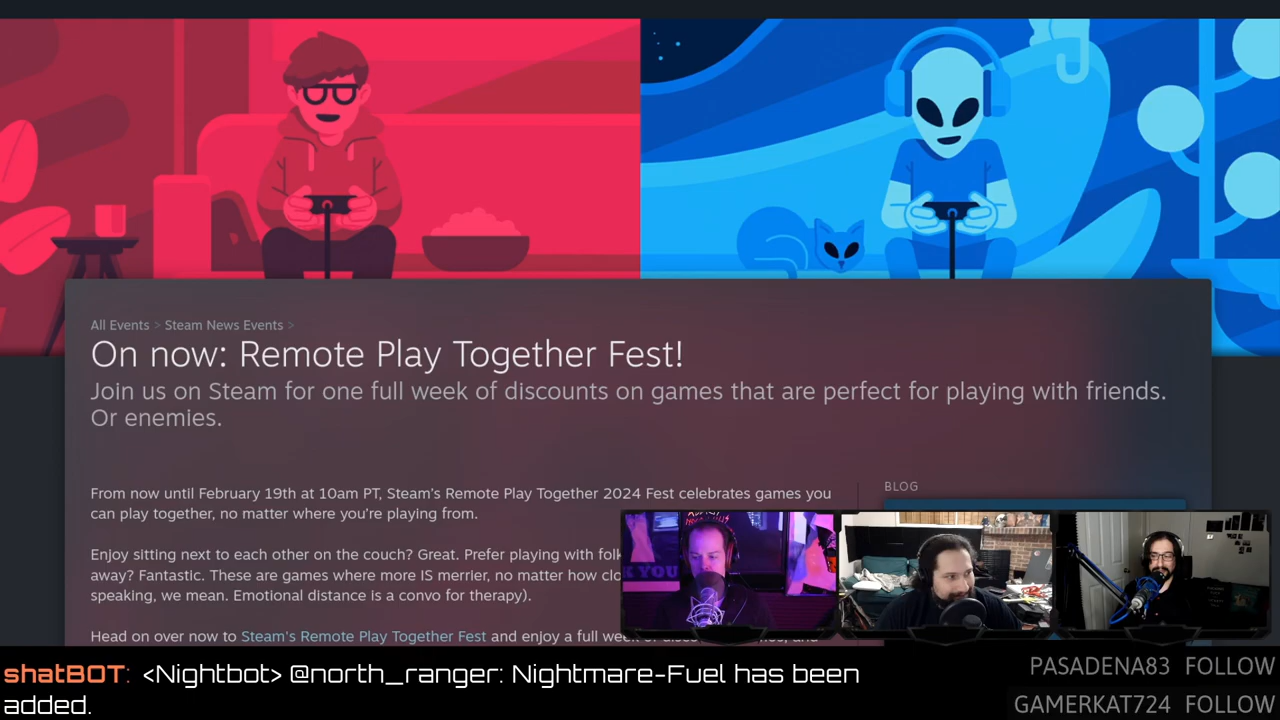 All Events > Steam News Events >
On now: Remote Play Together Fest!
Join us on Steam for one full week of discounts on games that are perfect for playing with friends.
Or enemies.
From now until February 19th at 10am PT, Steam's Remote Play Together 2024 Fest celebrates games you
can play together, no matter where you're playing from.
BLOG
Enjoy sitting next to each other on the couch? Great. Prefer playing with folk
away? Fantastic. These are games where more IS merrier, no matter how clo
speaking, we mean. Emotional distance is a convo for therapy).
Head on over now to Steam's Remote Play Together Fest and enjoy a full week
K YOU
shatBOT: <Nightbot> @north_ranger: Nightmare-Fuel has been
added.
PASADENA83 FOLLOW
GAMERKAT724 FOLLOW